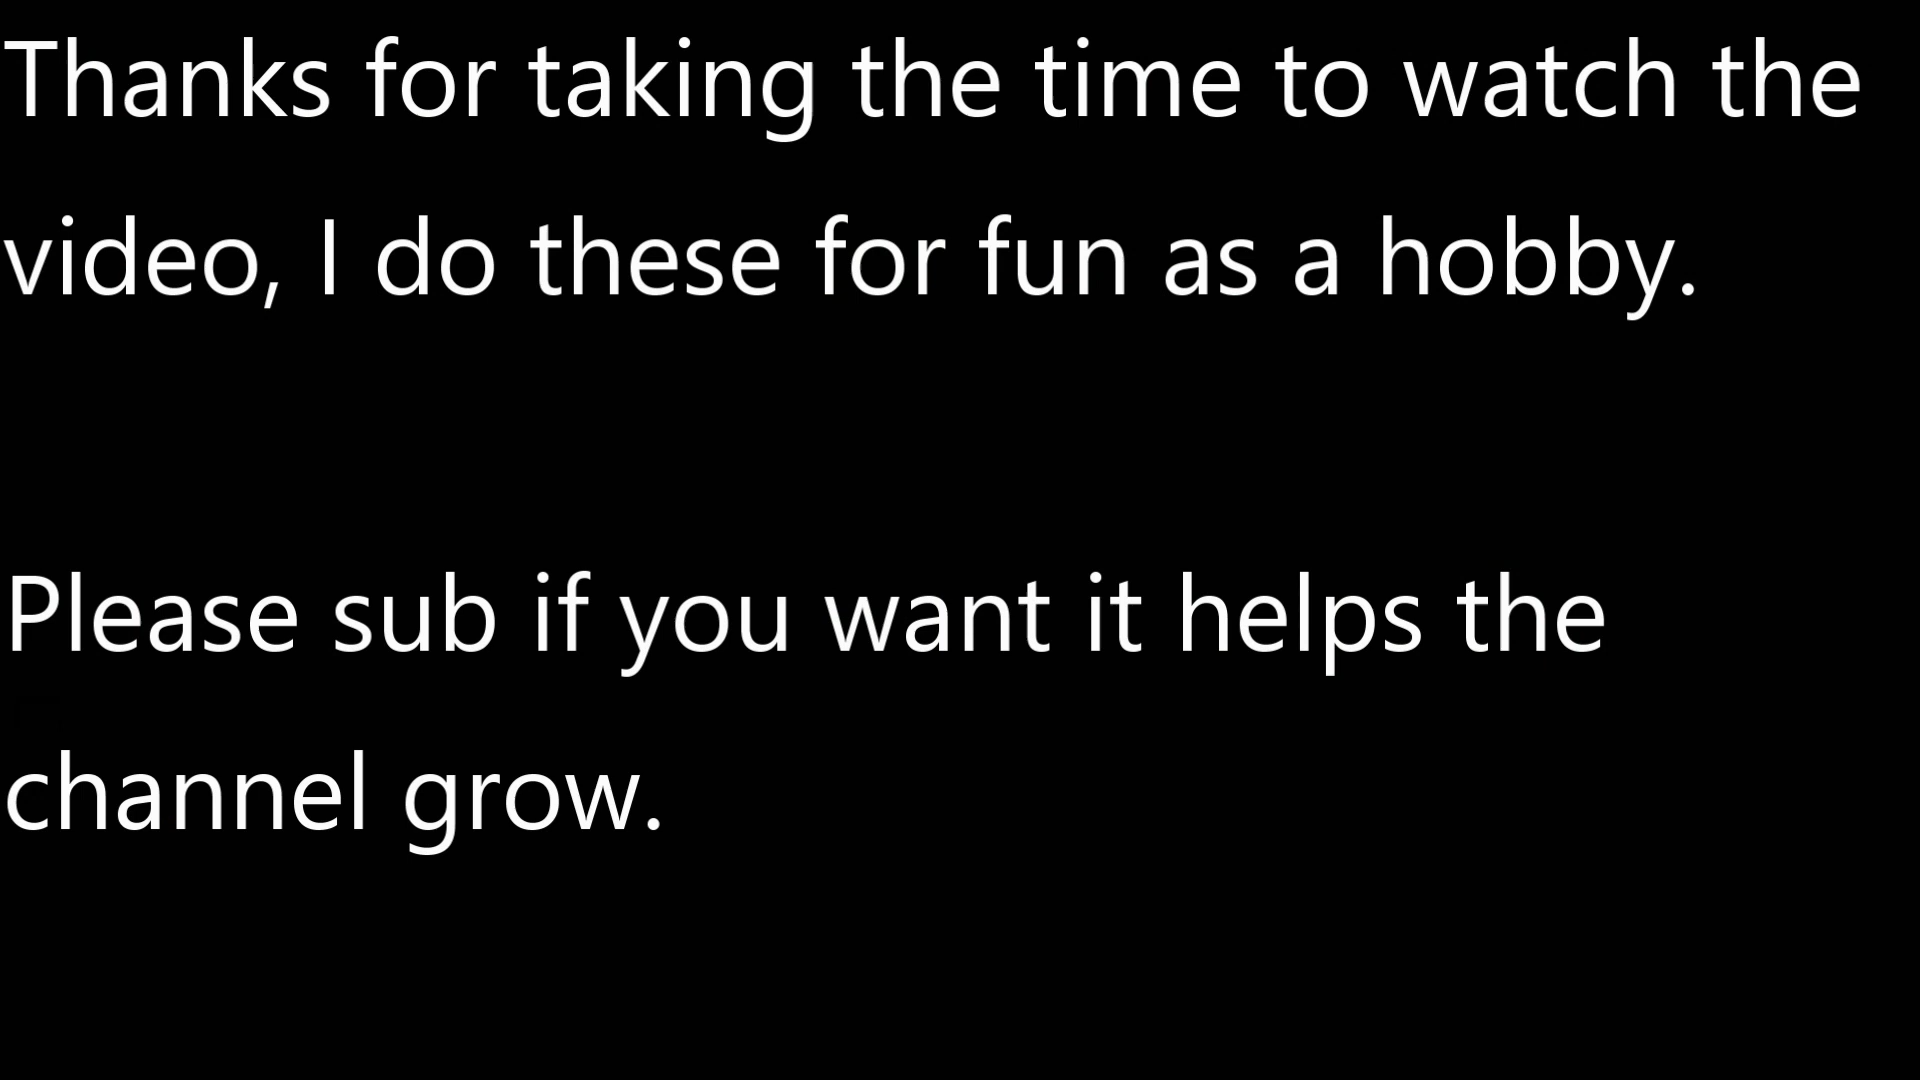 Thanks for taking the time to watch the
video, I do these for fun as a hobby.
Please sub if you want it helps the
channel grow.